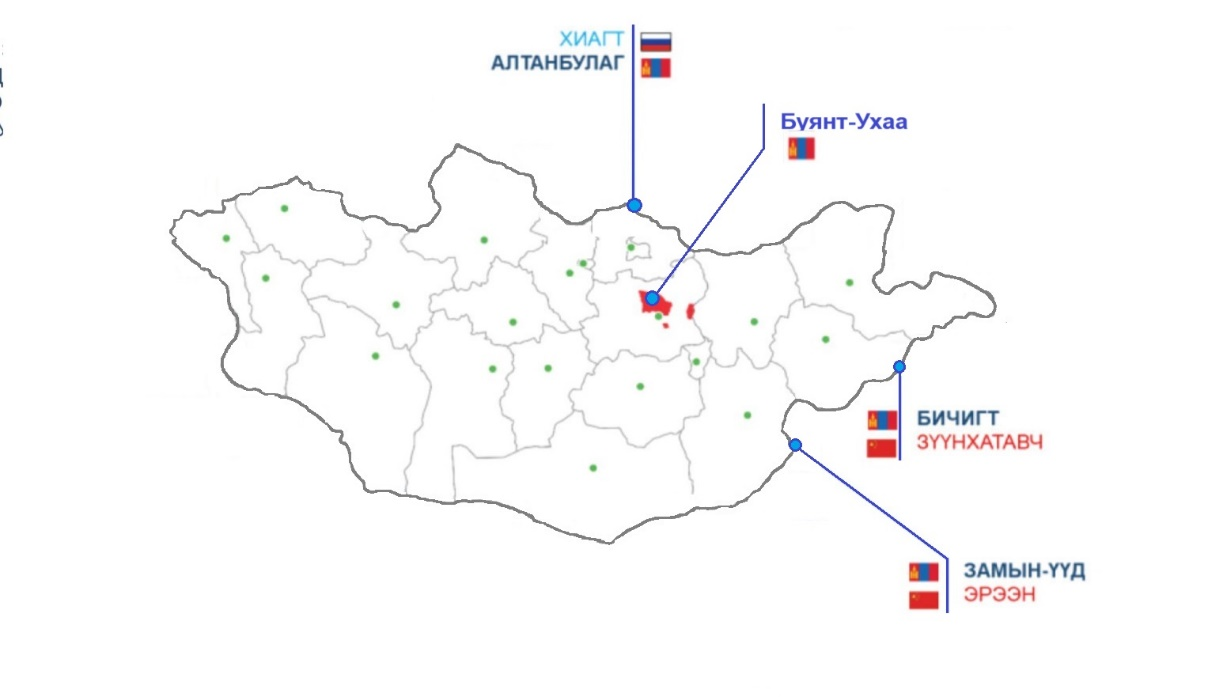 ХИАГТ
АЛТАНБУЛАГ
Буянт-Ухаа
БИЧИГТ
ЗҮҮНХАТАВЧ
ЗАМЫН-ҮҮД
ЭРЭЭН